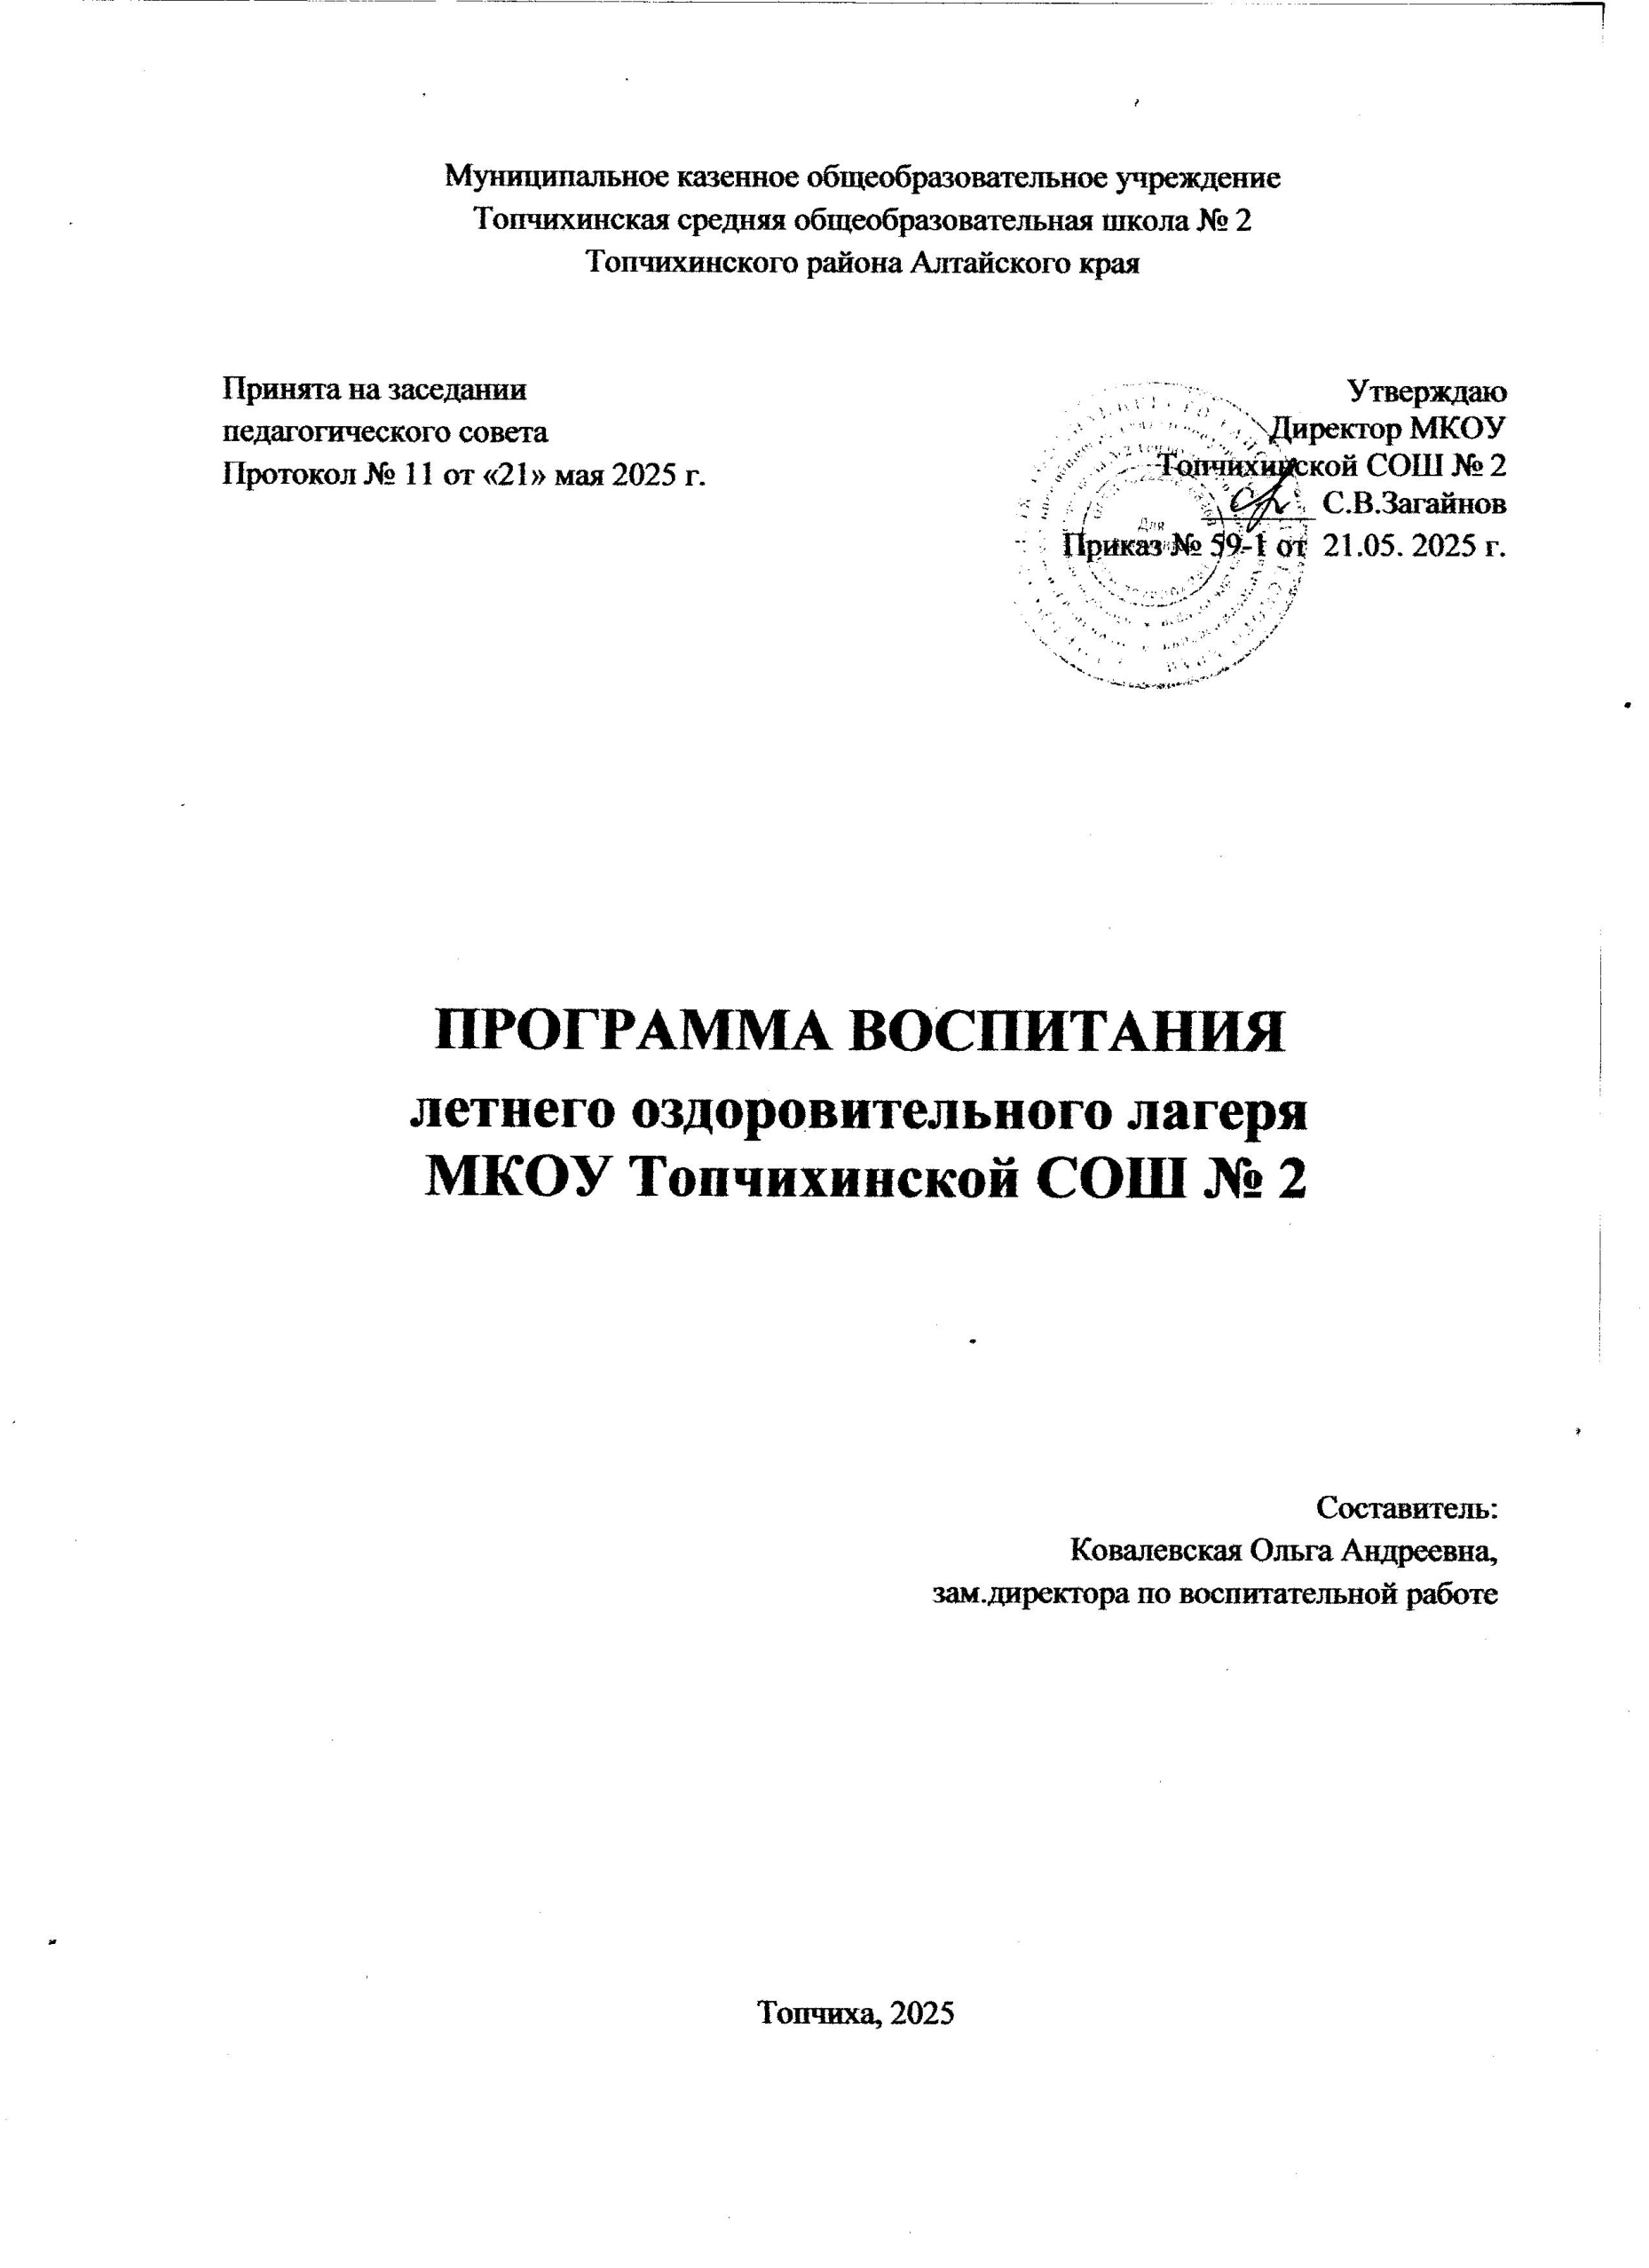 Муниципальное казенное общеобразовательное учреждение
Топчихинская средняя общеобразовательная школа № 2
Топчихинского района Алтайского края
Принята на заседании
педагогического совета
Протокол № 11 от «21» мая 2025 г.
Утверждаю
Директор МКОУ
Топчихинской СОШ № 2
С.В.Загайнов
Приказ № 59-1 от 21.05. 2025 г.
Для
ПРОГРАММА ВОСПИТАНИЯ
летнего оздоровительного лагеря
МКОУ Топчихинской СОШ № 2
Составитель:
Ковалевская Ольга Андреевна,
зам.директора по воспитательной работе
Топчиха, 2025